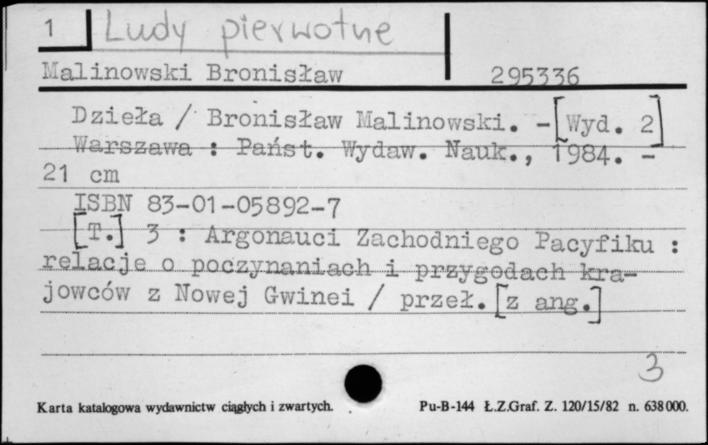 1 Ludy pierwotne
Malinowski Bronisław 295336
Dzieła / Bronisław Malinowski. - [Wyd. 2]
Warszawa : Państ. Wydaw. Nauk., 1984. -
21 cm
ISBN 83-01-05892-7
[T.] 3 : Argonauci Zachodniego Pacyfiku :
relacje o poczynaniach i przygodach kra-
jowców z Nowej Gwinei / przeł. [z ang.]
3
Karta katalogowa wydawnictw ciągłych i zwartych. Pu-B-144 Ł.Z.Graf. Z. 120/15/82 n. 638000.